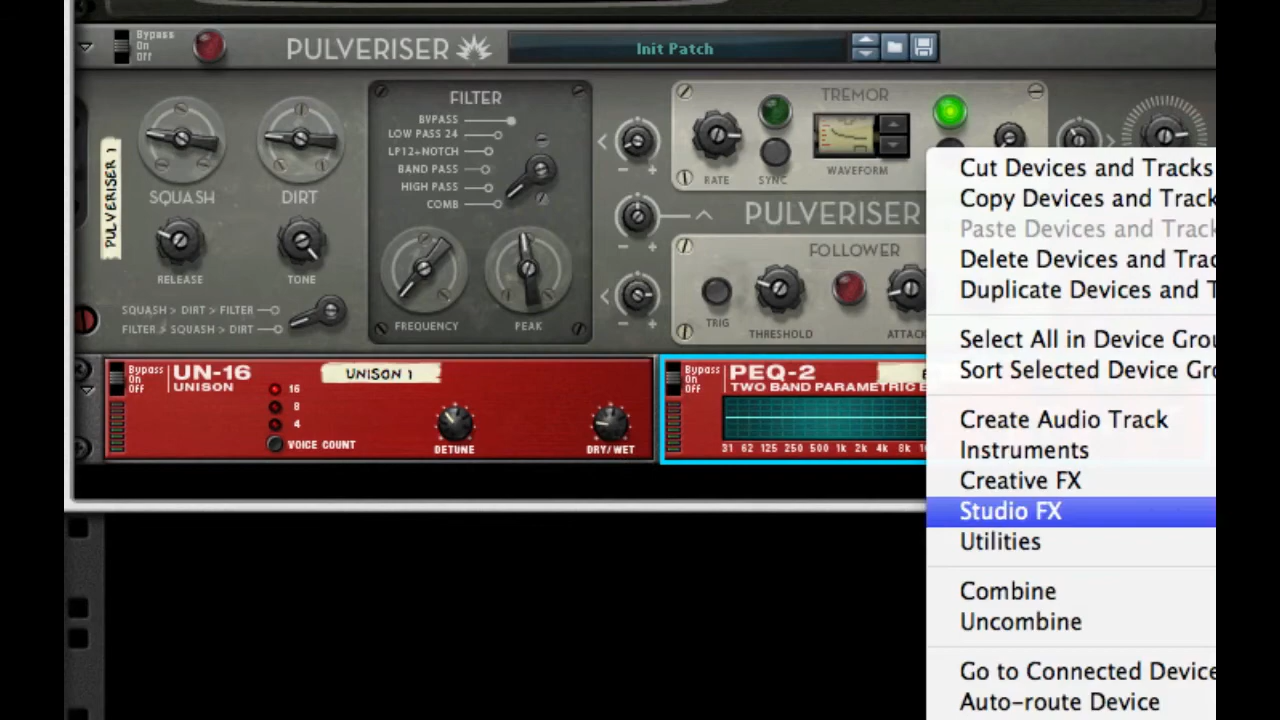 Bypass
On
Off
PULVERISER
Init Patch
PULVERISER 1
SQUASH
DIRT
RELEASE
TONE
SQUASH > DIRT > FILTER
FILTER > SQUASH > DIRT
FILTER
BYPASS
LOW PASS 24
LP12+NOTCH
BAND PASS
HIGH PASS
COMB
FREQUENCY
PEAK
- +
- +
- +
TREMOR
RATE
SYNC
WAVEFORM
PULVERISER
FOLLOWER
TRIG
THRESHOLD
ATTAC
Bypass
On
Off
UN-16
UNISON
UNISON 1
16
8
4
VOICE COUNT
DETUNE
DRY/WET
Bypass
On
Off
PEQ-2
TWO BAND PARAMETRIC E
31 62 125 250 500 1k 2k 4k 8k
Cut Devices and Tracks
Copy Devices and Track
Paste Devices and Track
Delete Devices and Trac
Duplicate Devices and T
Select All in Device Grou
Sort Selected Device Gr
Create Audio Track
Instruments
Creative FX
Studio FX
Utilities
Combine
Uncombine
Go to Connected Device
Auto-route Device